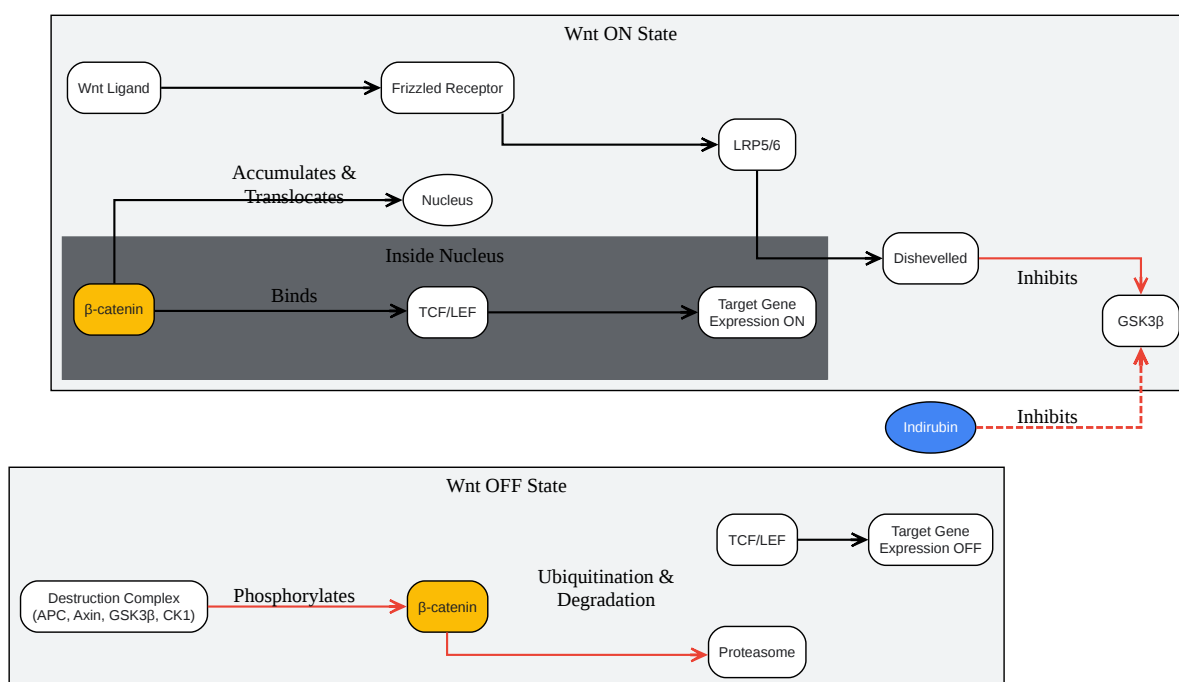 Wnt ON State
Wnt Ligand
Frizzled Receptor
LRP5/6
Accumulates &
Translocates
Nucleus
Inside Nucleus
Dishevelled
Inhibits
β-catenin
Binds
TCF/LEF
Target Gene
Expression ON
GSK3β
Indirubin
Inhibits
Wnt OFF State
TCF/LEF
Target Gene
Expression OFF
Ubiquitination &
Degradation
Destruction Complex
(APC, Axin, GSK3β, CK1)
Phosphorylates
β-catenin
Proteasome